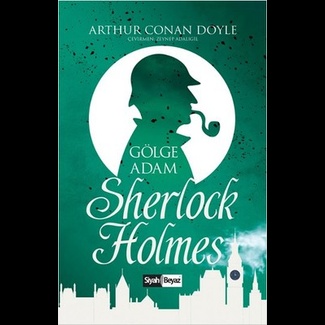 ARTHUR CONAN DOYLE
ÇEVİRMEN: ZEYNEP ADALIGİL
GÖLGE
ADAM
Sherlock
Holmes
Siyah Beyaz